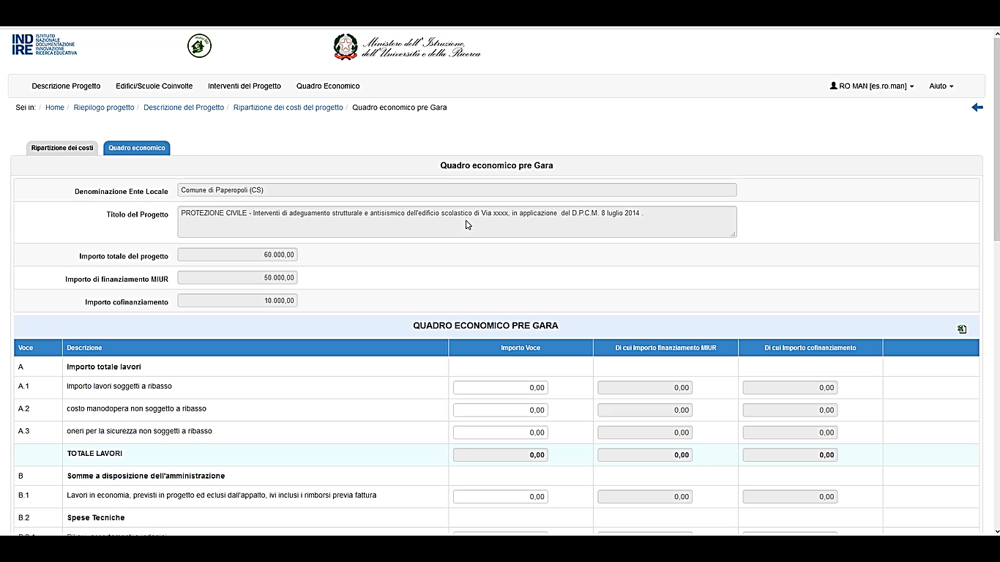 IND IRE ISTITUTO NAZIONALE DOCUMENTAZIONE INNOVAZIONE RICERCA EDUCATIVA
Ministero dell'Istruzione,
dell'Università e della Ricerca
Descrizione Progetto Edifici/Scuole Coinvolte Interventi del Progetto Quadro Economico RO MAN [es.ro.man] Aiuto
Sei in: / Home / Riepilogo progetto / Descrizione del Progetto / Ripartizione dei costi del progetto / Quadro economico pre Gara
Ripartizione dei costi Quadro economico
Quadro economico pre Gara
Denominazione Ente Locale Comune di Paperopoli (CS)
Titolo del Progetto PROTEZIONE CIVILE - Interventi di adeguamento strutturale e antisismico dell'edificio scolastico di Via xxxx, in applicazione del D.P.C.M. 8 luglio 2014 .
Importo totale del progetto 60.000,00
Importo di finanziamento MIUR 50.000,00
Importo cofinanziamento 10.000,00
QUADRO ECONOMICO PRE GARA
Voce Descrizione Importo Voce Di cui Importo finanziamento MIUR Di cui Importo cofinanziamento
A Importo totale lavori
A.1 Importo lavori soggetti a ribasso 0,00 0,00 0,00
A.2 costo manodopera non soggetto a ribasso 0,00 0,00 0,00
A.3 oneri per la sicurezza non soggetti a ribasso 0,00 0,00 0,00
TOTALE LAVORI 0,00 0,00 0,00
B Somme a disposizione dell'amministrazione
B.1 Lavori in economia, previsti in progetto ed eclusi dall'appalto, ivi inclusi i rimborsi previa fattura 0,00 0,00 0,00
B.2 Spese Tecniche